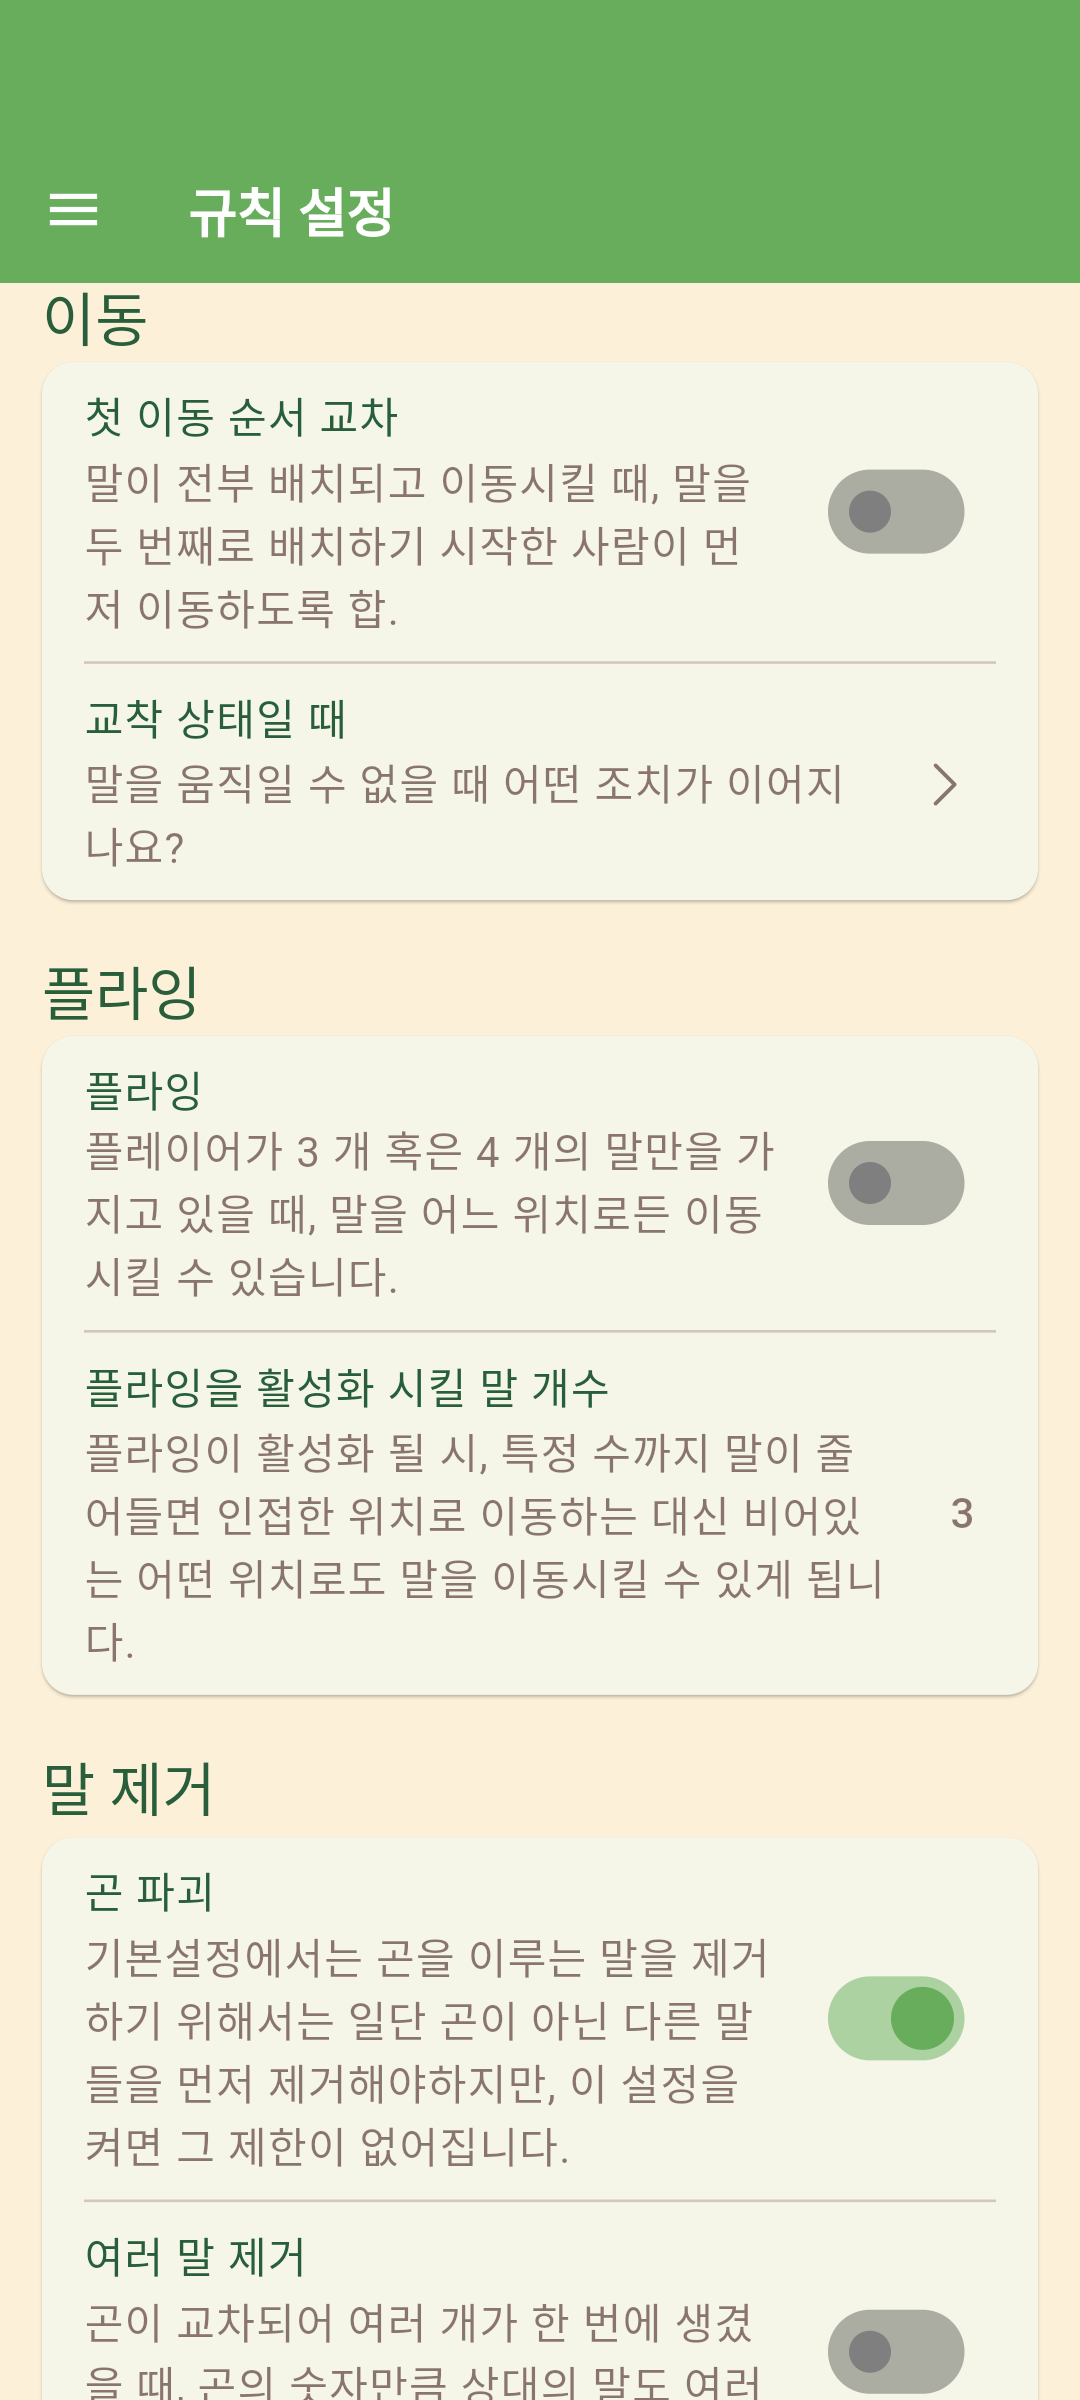 규칙 설정
이동
첫 이동 순서 교차
말이 전부 배치되고 이동시킬 때, 말을
두 번째로 배치하기 시작한 사람이 먼
저 이동하도록 합.
교착 상태일 때
말을 움직일 수 없을 때 어떤 조치가 이어지
나요?
플라잉
플라잉
플레이어가 3 개 혹은 4 개의 말만을 가
지고 있을 때, 말을 어느 위치로든 이동
시킬 수 있습니다.
플라잉을 활성화 시킬 말 개수
플라잉이 활성화 될 시, 특정 수까지 말이 줄
어들면 인접한 위치로 이동하는 대신 비어있
는 어떤 위치로도 말을 이동시킬 수 있게 됩니
다.
3
말 제거
곤 파괴
기본설정에서는 곤을 이루는 말을 제거
하기 위해서는 일단 곤이 아닌 다른 말
들을 먼저 제거해야하지만, 이 설정을
켜면 그 제한이 없어집니다.
여러 말 제거
곤이 교차되어 여러 개가 한 번에 생겼
을 때, 곤의 숫자만큼 상대의 말도 여러